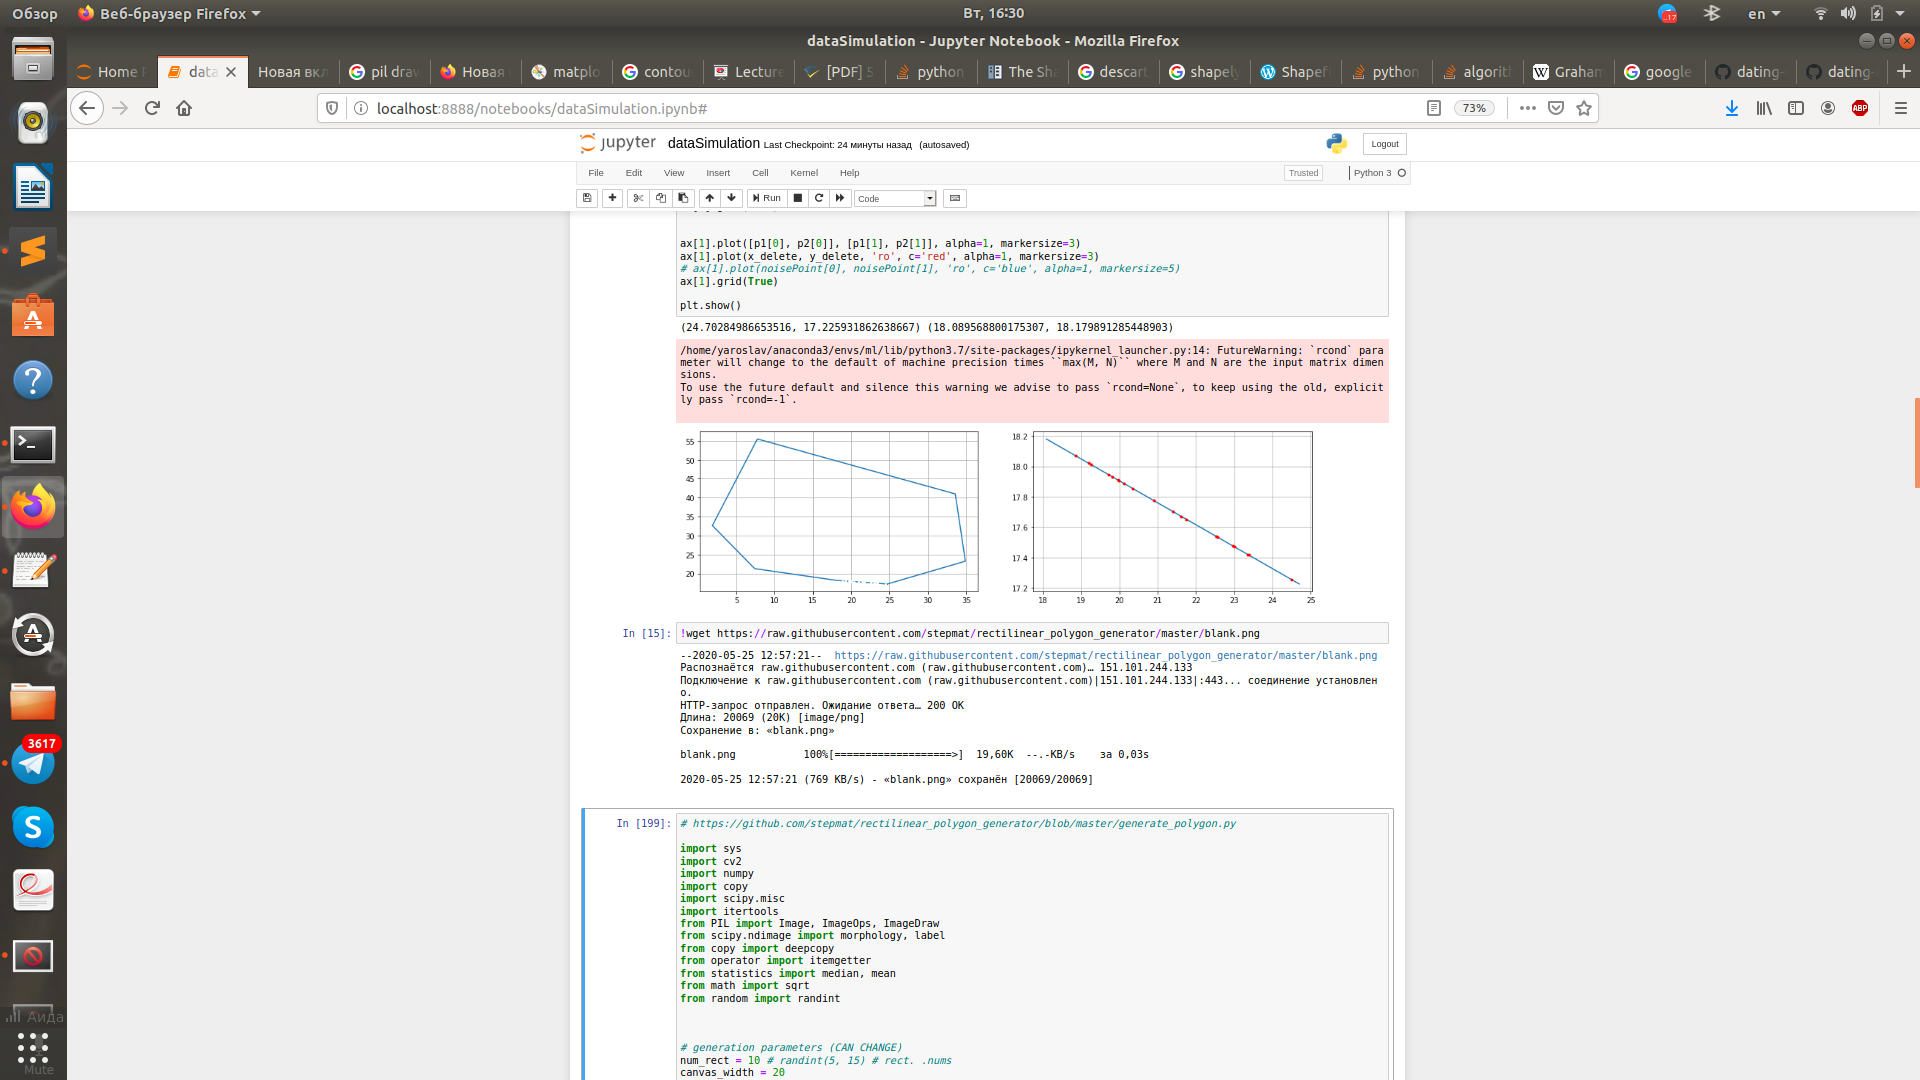 Обзор
Веб-браузер Firefox
Вт, 16:30
17
en
dataSimulation - Jupyter Notebook - Mozilla Firefox
Home
data
Новая вкл
pil drav
Новая
matplo
contou
Lecture
[PDF] S
python
The Sha
descart
shapely
Shapefi
python
algorit
Graham
google
dating-
dating-
localhost:8888/notebooks/dataSimulation.ipynb#
73%
ABP
jupyter
dataSimulation Last Checkpoint: 24 минуты назад (autosaved)
Logout
File Edit View Insert Cell Kernel Help
Trusted
Python 3
Run
Code
ax[1].plot([p1[0], p2[0]], [p1[1], p2[1]], alpha=1, markersize=3)
ax[1].plot(x_delete, y_delete, 'ro', c='red', alpha=1, markersize=3)
# ax[1].plot(noisePoint[0], noisePoint[1], 'ro', c='blue', alpha=1, markersize=5)
ax[1].grid(True)
plt.show()
(24.70284986653516, 17.225931862638667) (18.089568800175307, 18.179891285448903)
/home/yaroslav/anaconda3/envs/ml/lib/python3.7/site-packages/ipykernel_launcher.py:14: FutureWarning: `rcond` para
meter will change to the default of machine precision times ``max(M, N)`` where M and N are the input matrix dimen
sions.
To use the future default and silence this warning we advise to pass `rcond=None`, to keep using the old, explicit
ly pass `rcond=-1`.
55
50
45
40
35
30
25
20
5 10 15 20 25 30 35
18.2
18.0
17.8
17.6
17.4
17.2
18 19 20 21 22 23 24 25
In [15]: !wget https://raw.githubusercontent.com/stepmat/rectilinear_polygon_generator/master/blank.png
--2020-05-25 12:57:21-- https://raw.githubusercontent.com/stepmat/rectilinear_polygon_generator/master/blank.png
Распознаётся raw.githubusercontent.com (raw.githubusercontent.com)… 151.101.244.133
Подключение к raw.githubusercontent.com (raw.githubusercontent.com)|151.101.244.133|:443... соединение установлен
о.
HTTP-запрос отправлен. Ожидание ответа… 200 OK
Длина: 20069 (20K) [image/png]
Сохранение в: «blank.png»
blank.png 100%[===================>] 19,60K --.-KB/s за 0,03s
2020-05-25 12:57:21 (769 KB/s) - «blank.png» сохранён [20069/20069]
In [199]: # https://github.com/stepmat/rectilinear_polygon_generator/blob/master/generate_polygon.py
import sys
import cv2
import numpy
import copy
import scipy.misc
import itertools
from PIL import Image, ImageOps, ImageDraw
from scipy.ndimage import morphology, label
from copy import deepcopy
from operator import itemgetter
from statistics import median, mean
from math import sqrt
from random import randint
# generation parameters (CAN CHANGE)
num_rect = 10 # randint(5, 15) # rect. .nums
canvas_width = 20
3617
Аида
Mute